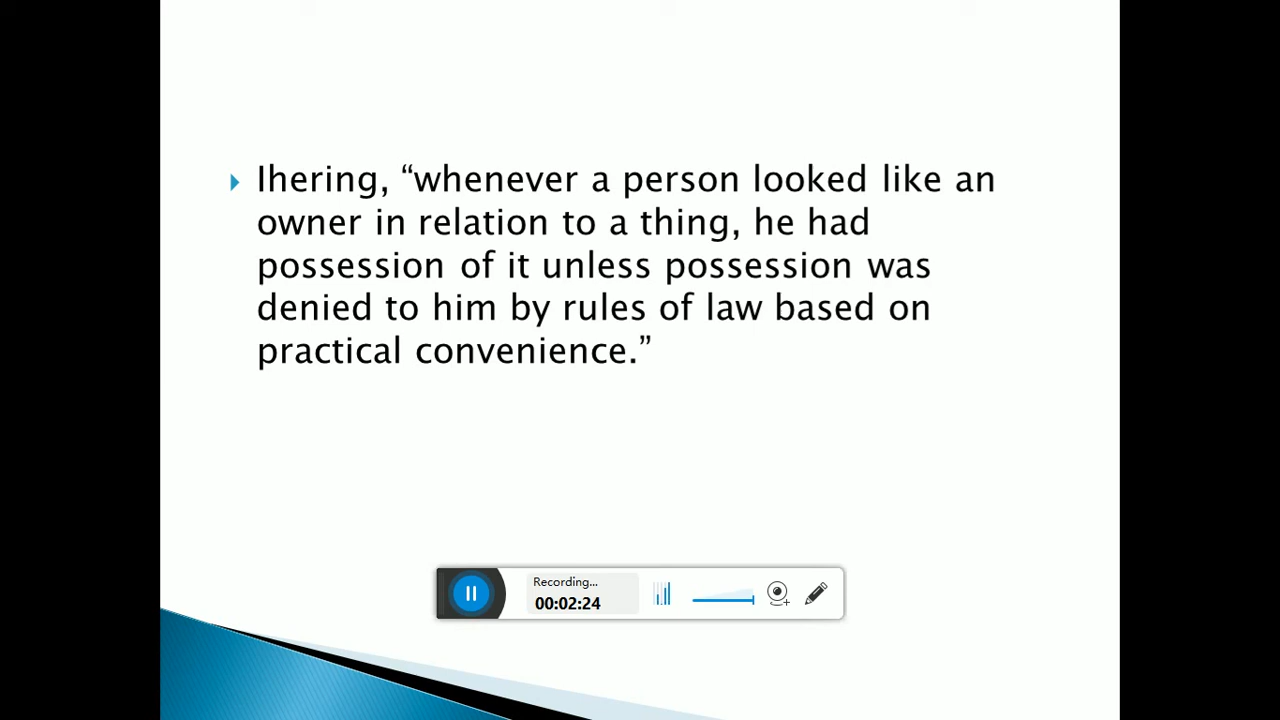 Ihering, “whenever a person looked like an
owner in relation to a thing, he had
possession of it unless possession was
denied to him by rules of law based on
practical convenience.”
Recording...
00:02:24